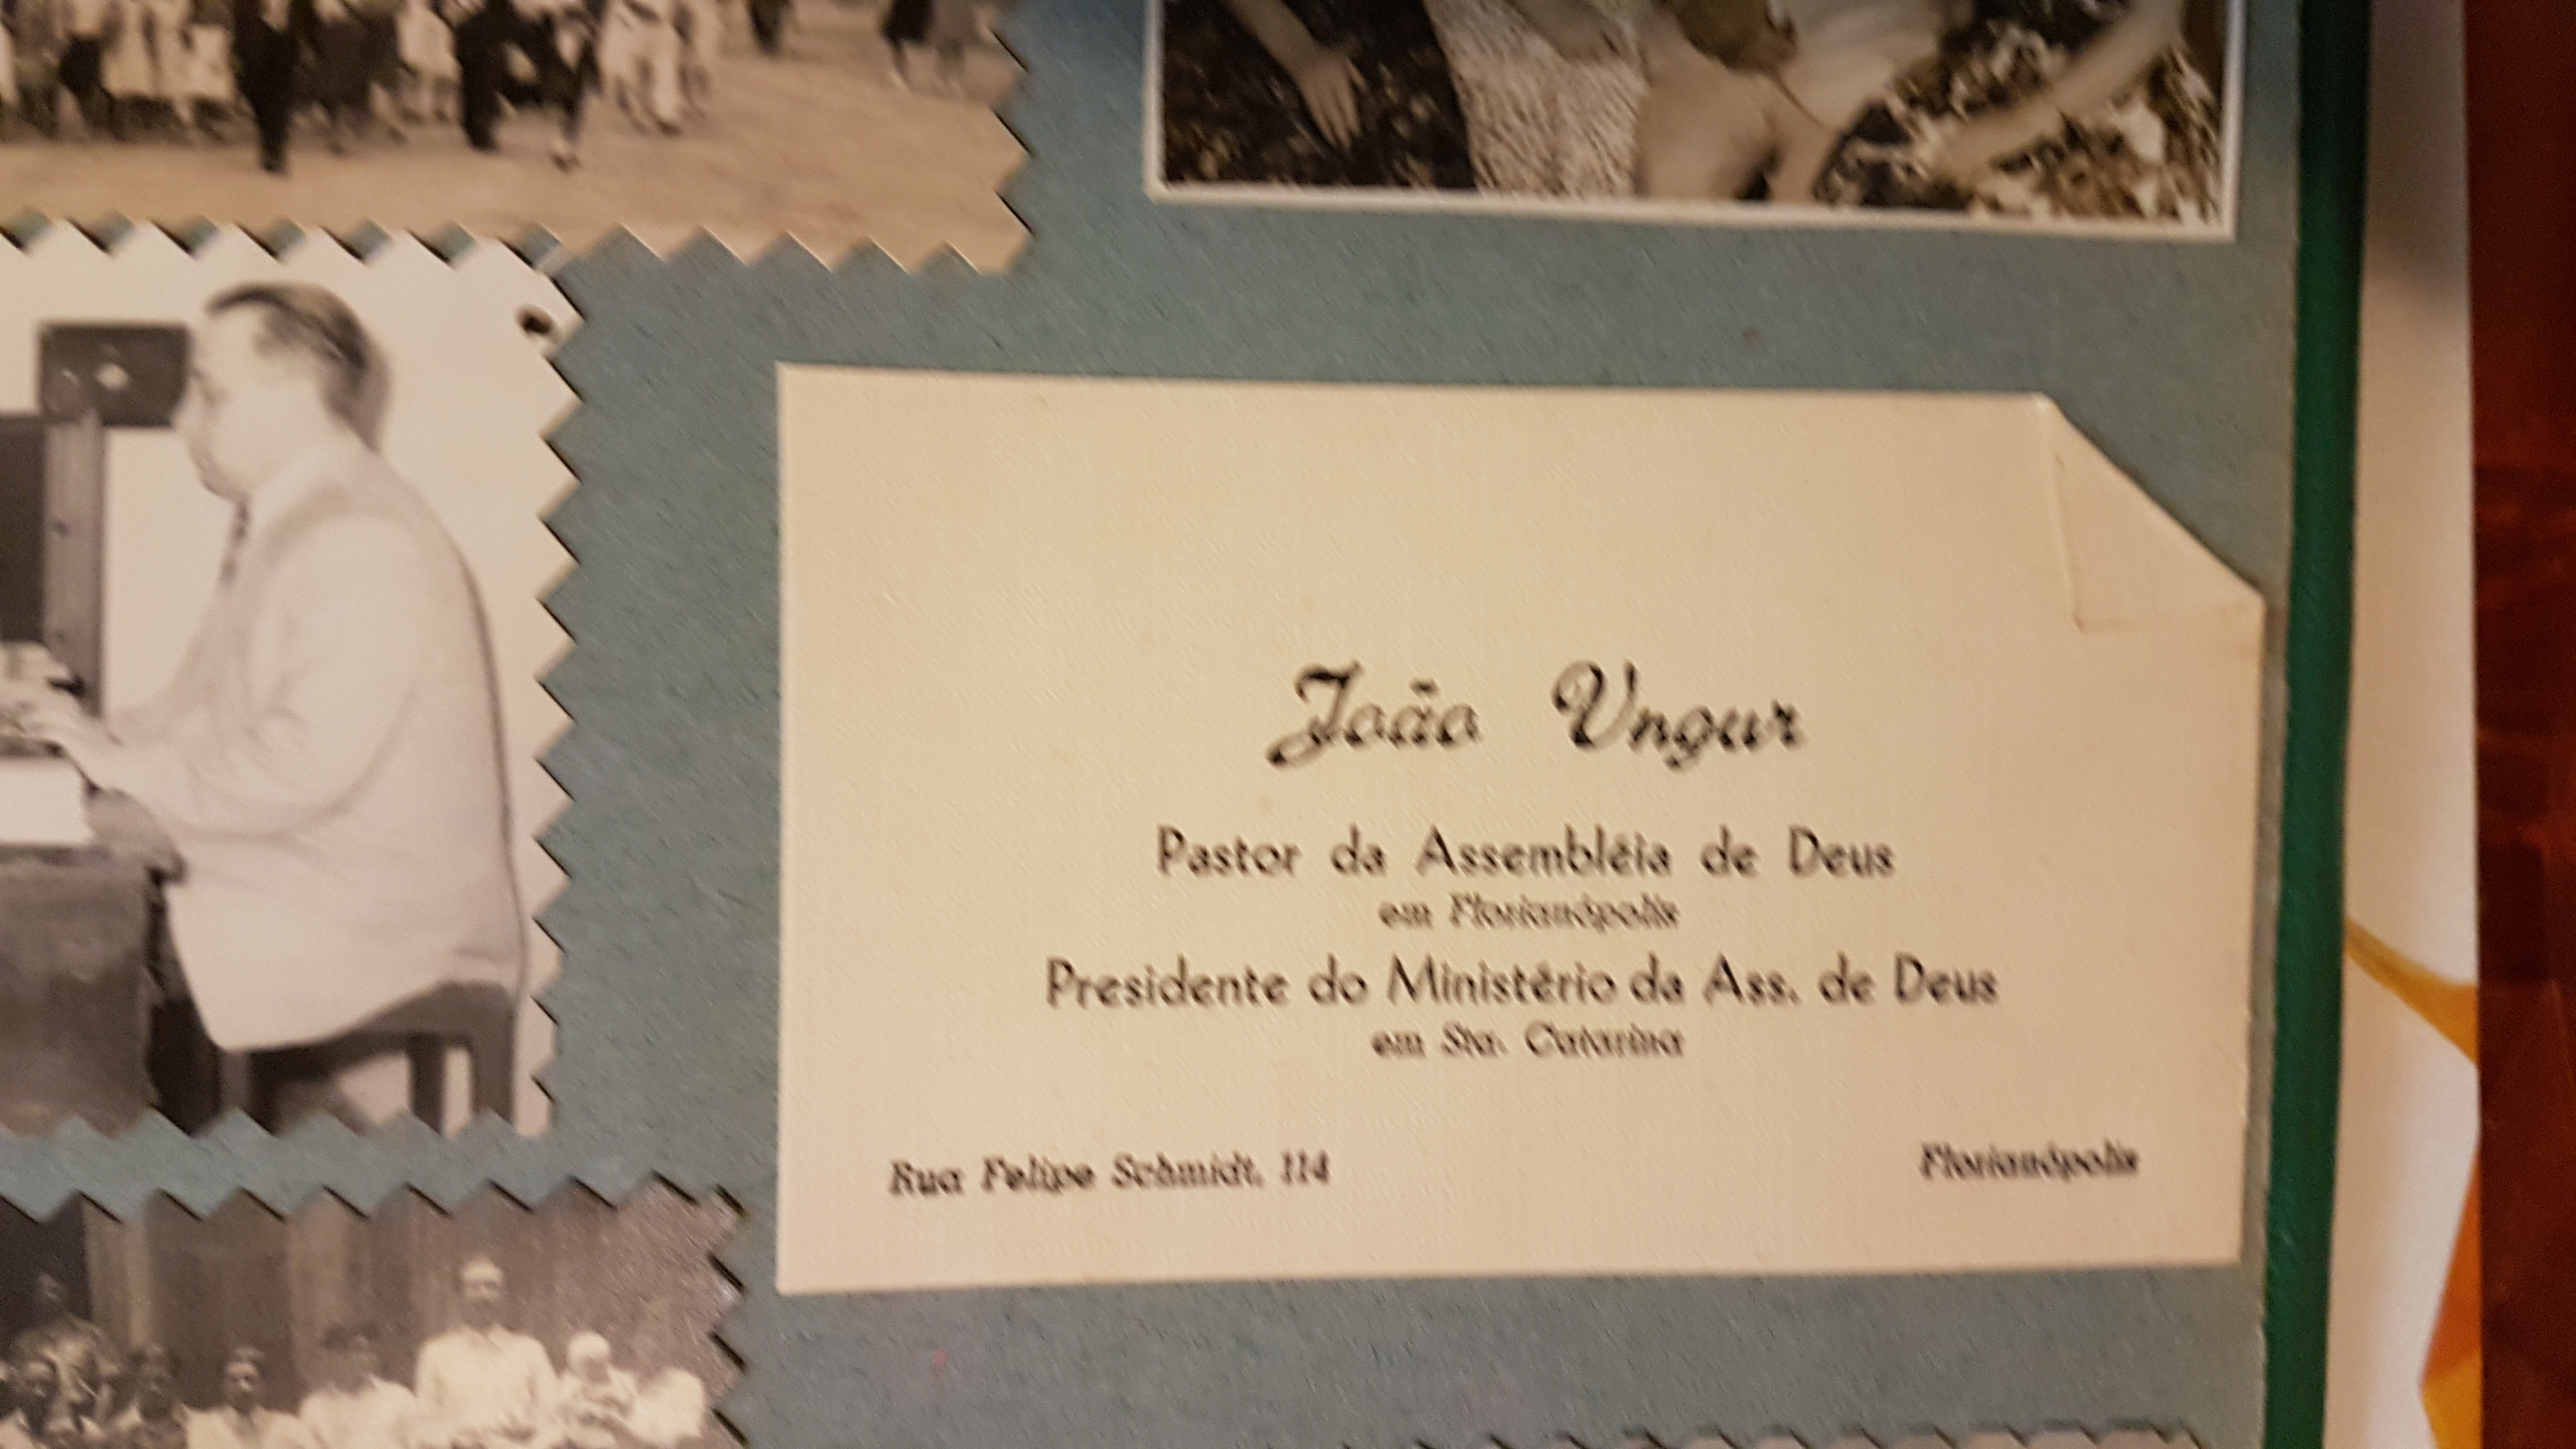 João Ungur
Pastor da Assembléia de Deus
em Florianópolis
Presidente do Ministério da Ass. de Deus
em Sta. Catarina
Rua Felipe Schmidt, 114
Florianópolis